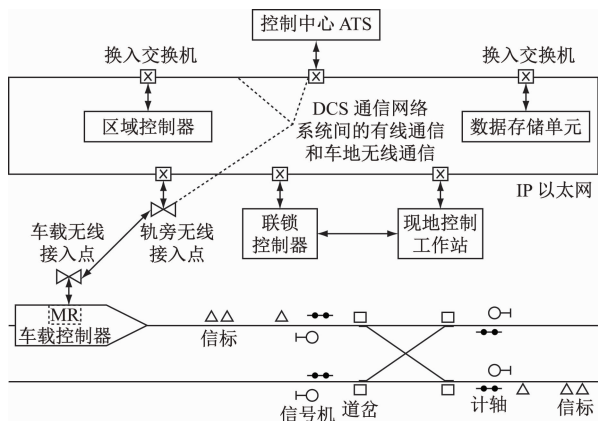 控制中心 ATS
换入交换机
换入交换机
区域控制器
DCS 通信网络
系统间的有线通信
和车地无线通信
数据存储单元
IP 以太网
车载无线
接入点
轨旁无线
接入点
联锁
控制器
现地控制
工作站
MR
车载控制器
信标
信号机
道岔
计轴
信标